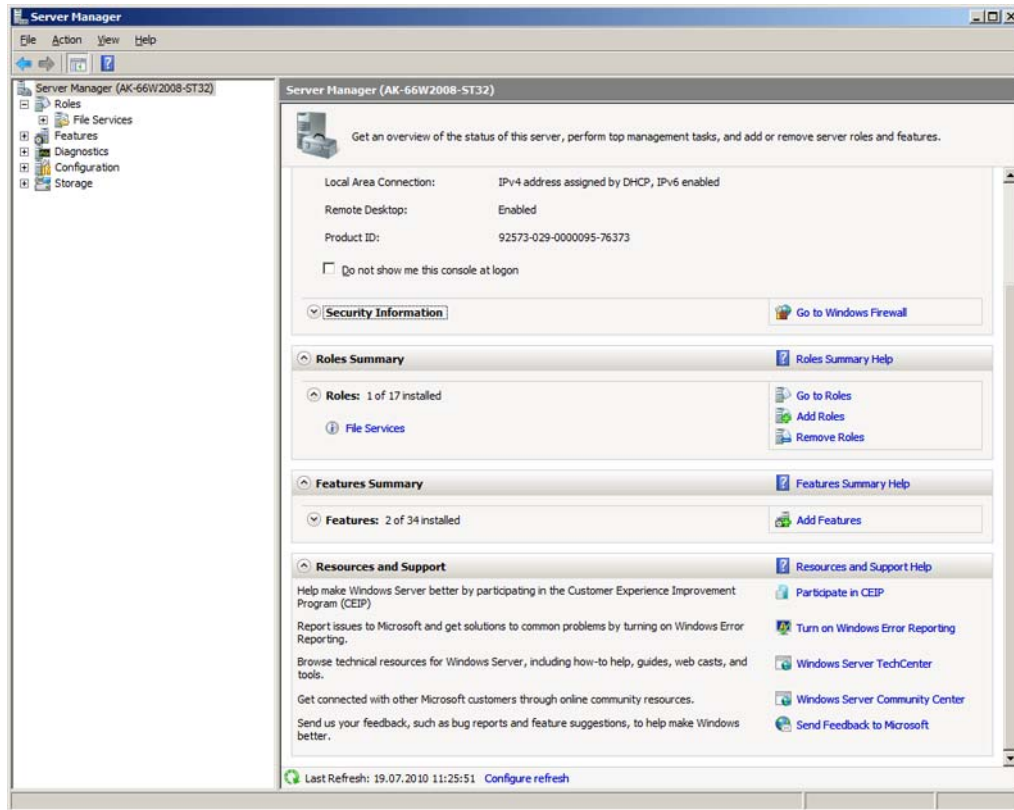 Server Manager
File Action View Help
Server Manager (AK-66W2008-ST32)
Roles
File Services
Features
Diagnostics
Configuration
Storage
Server Manager (AK-66W2008-ST32)
Get an overview of the status of this server, perform top management tasks, and add or remove server roles and features.
Local Area Connection: IPv4 address assigned by DHCP, IPv6 enabled
Remote Desktop: Enabled
Product ID: 92573-029-0000095-76373
Do not show me this console at logon
Security Information Go to Windows Firewall
Roles Summary Roles Summary Help
Roles: 1 of 17 installed Go to Roles
Add Roles
File Services
Remove Roles
Features Summary Features Summary Help
Features: 2 of 34 installed Add Features
Resources and Support Resources and Support Help
Help make Windows Server better by participating in the Customer Experience Improvement Participate in CEIP
Program (CEIP)
Report issues to Microsoft and get solutions to common problems by turning on Windows Error Turn on Windows Error Reporting
Reporting.
Browse technical resources for Windows Server, including how-to help, guides, web casts, and Windows Server TechCenter
tools.
Get connected with other Microsoft customers through online community resources. Windows Server Community Center
Send us your feedback, such as bug reports and feature suggestions, to help make Windows Send Feedback to Microsoft
better.
Last Refresh: 19.07.2010 11:25:51 Configure refresh